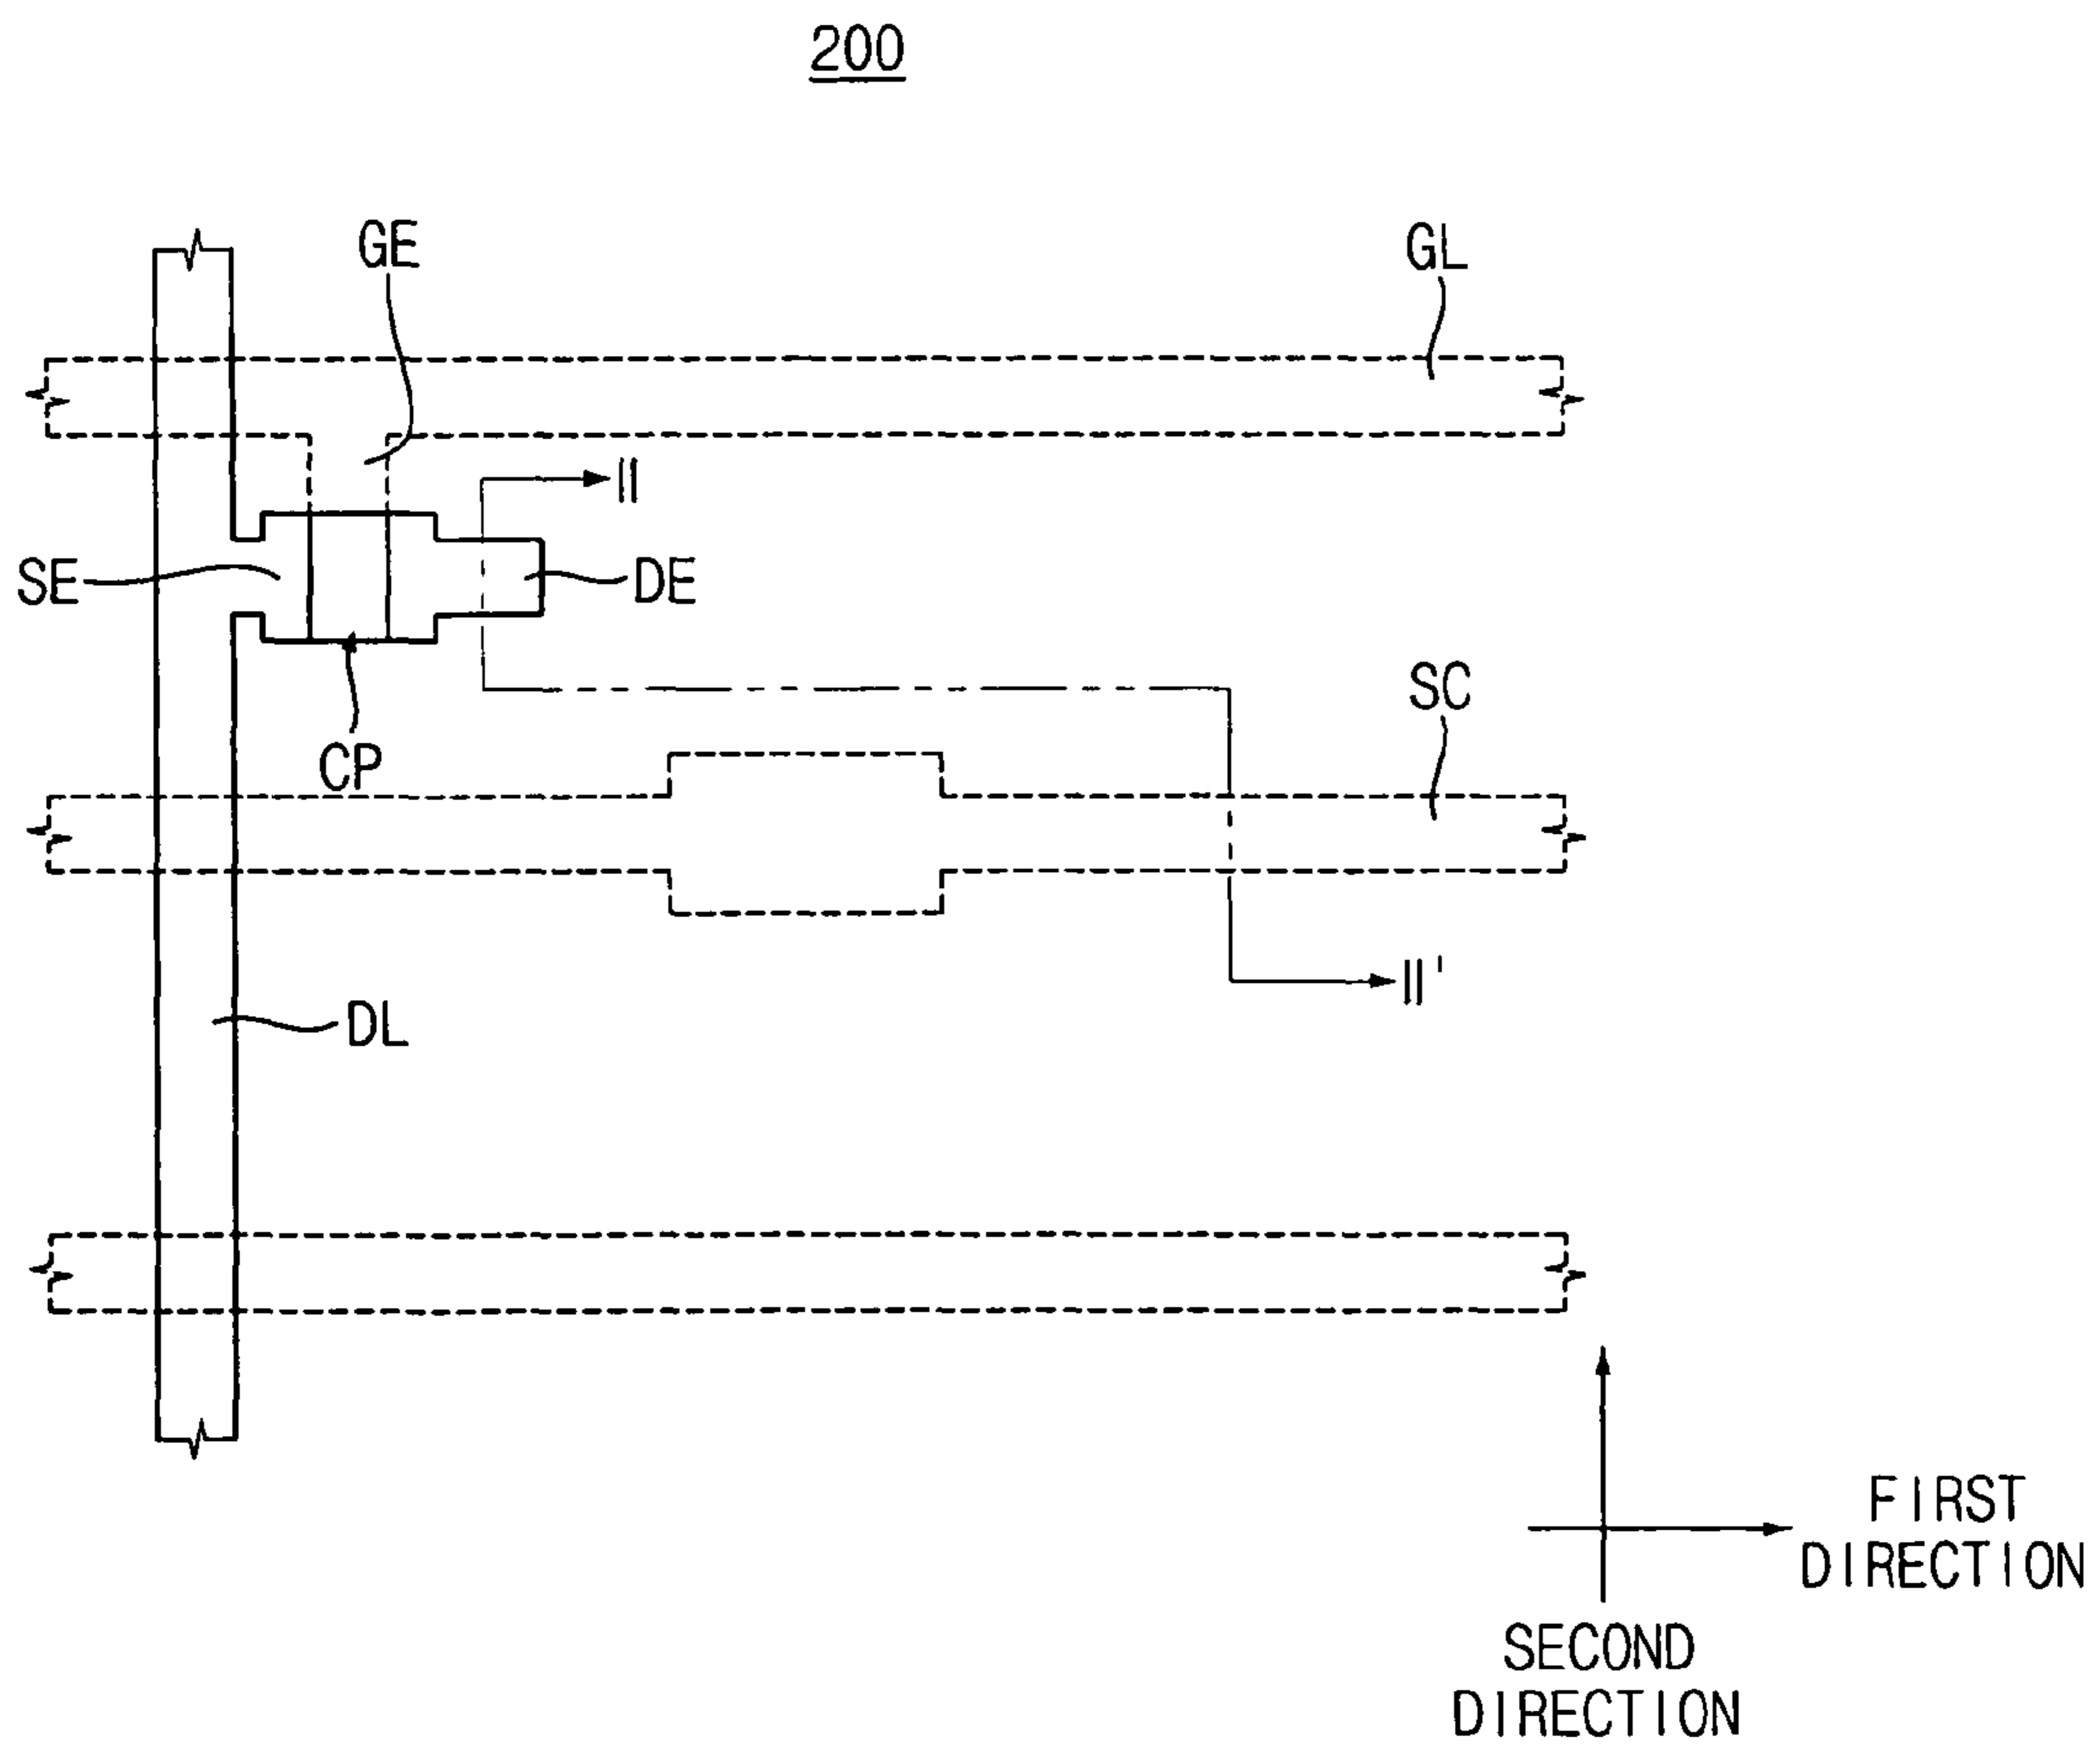 200
GE
GL
II
SE
DE
SC
CP
II'
DL
FIRST
DIRECTION
SECOND
DIRECTION